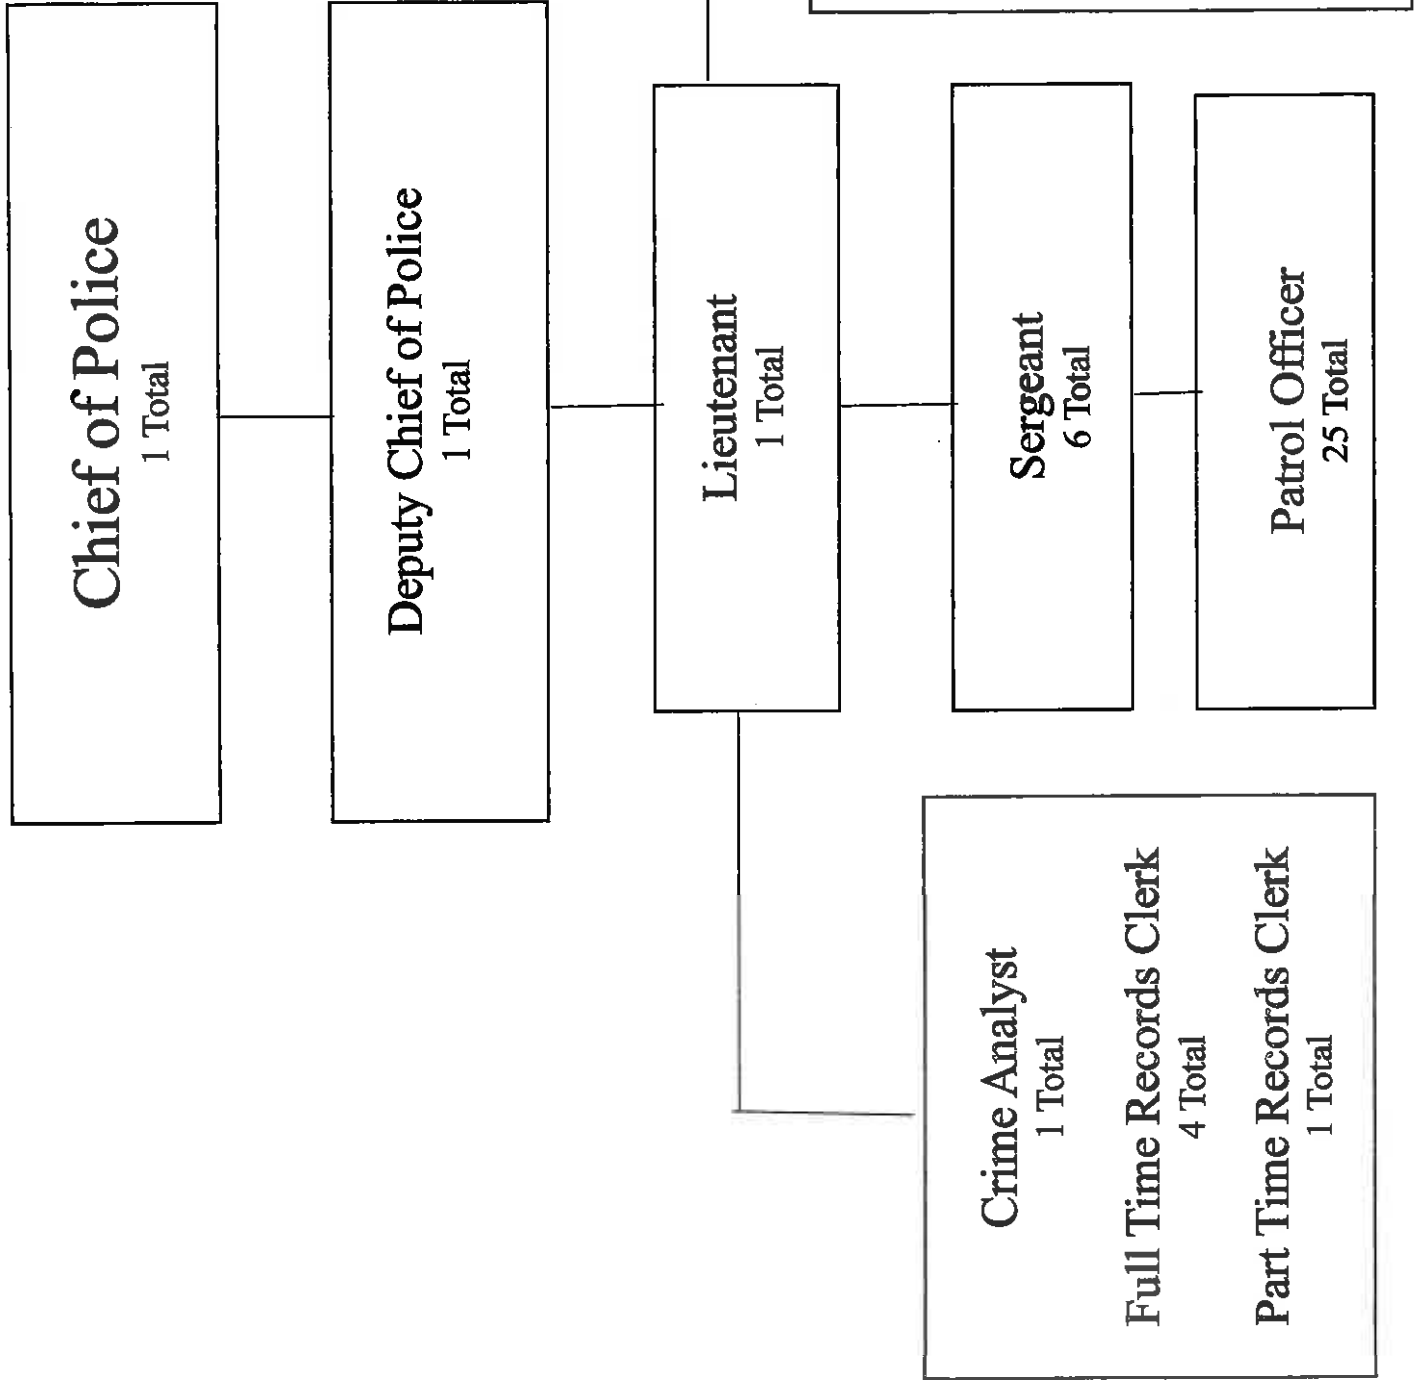 Chief of Police
1 Total
Deputy Chief of Police
1 Total
Lieutenant
1 Total
Sergeant
6 Total
Patrol Officer
25 Total
Crime Analyst
1 Total
Full Time Records Clerk
4 Total
Part Time Records Clerk
1 Total